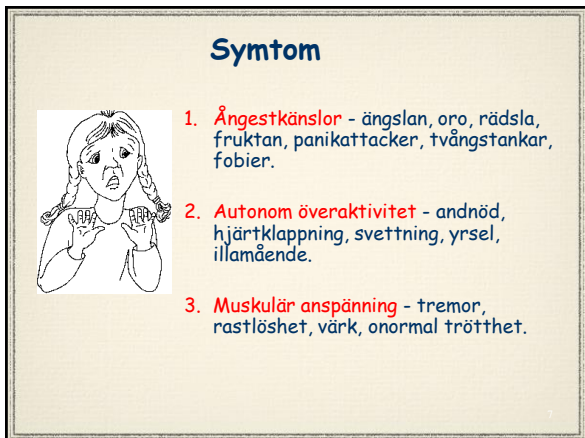 Symtom
1. Ångestkänslor - ängslan, oro, rädsla,
fruktan, panikattacker, tvångstankar,
fobier.
2. Autonom överaktivitet - andnöd,
hjärtklappning, svettning, yrsel,
illamående.
3. Muskulär anspänning - tremor,
rastlöshet, värk, onormal trötthet.